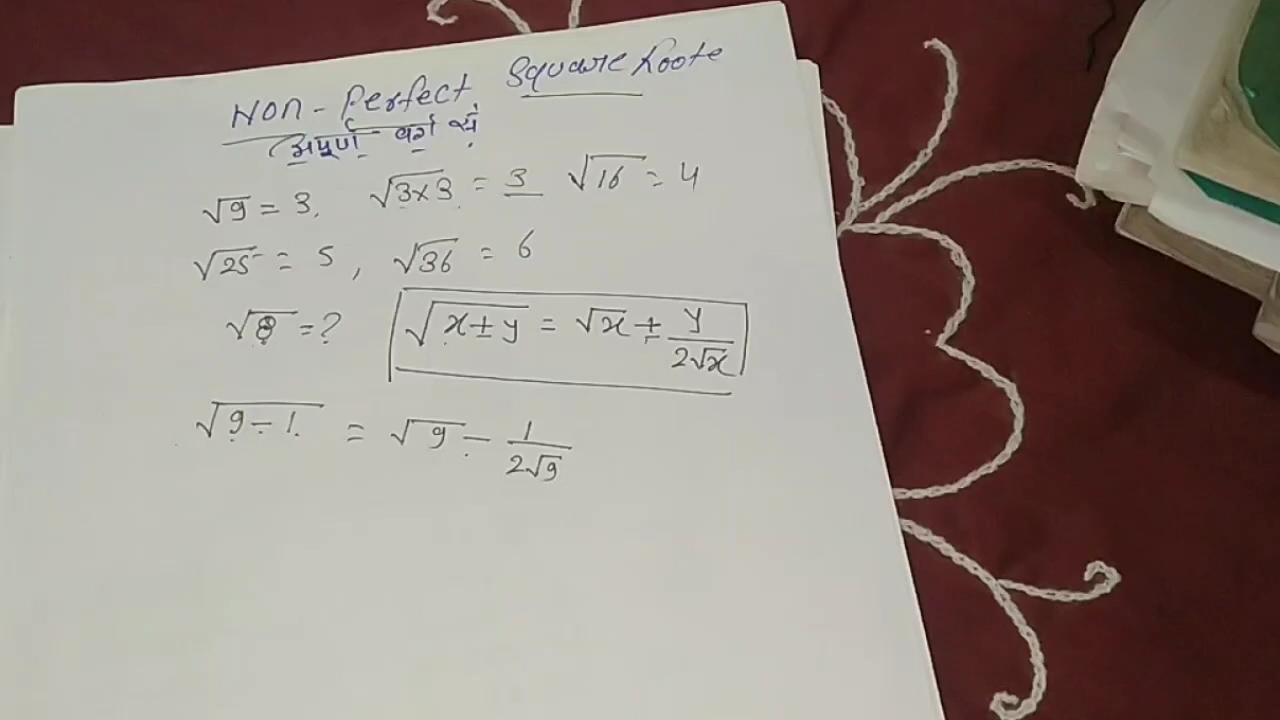 Non - Perfect Square Roote
अपूर्ण वर्ग से
√9 = 3, √3×3 = 3 √16 = 4
√25 = 5, √36 = 6
√8 = ? √x±y = √x ± y/2√x
√9-1 = √9 - 1/2√9